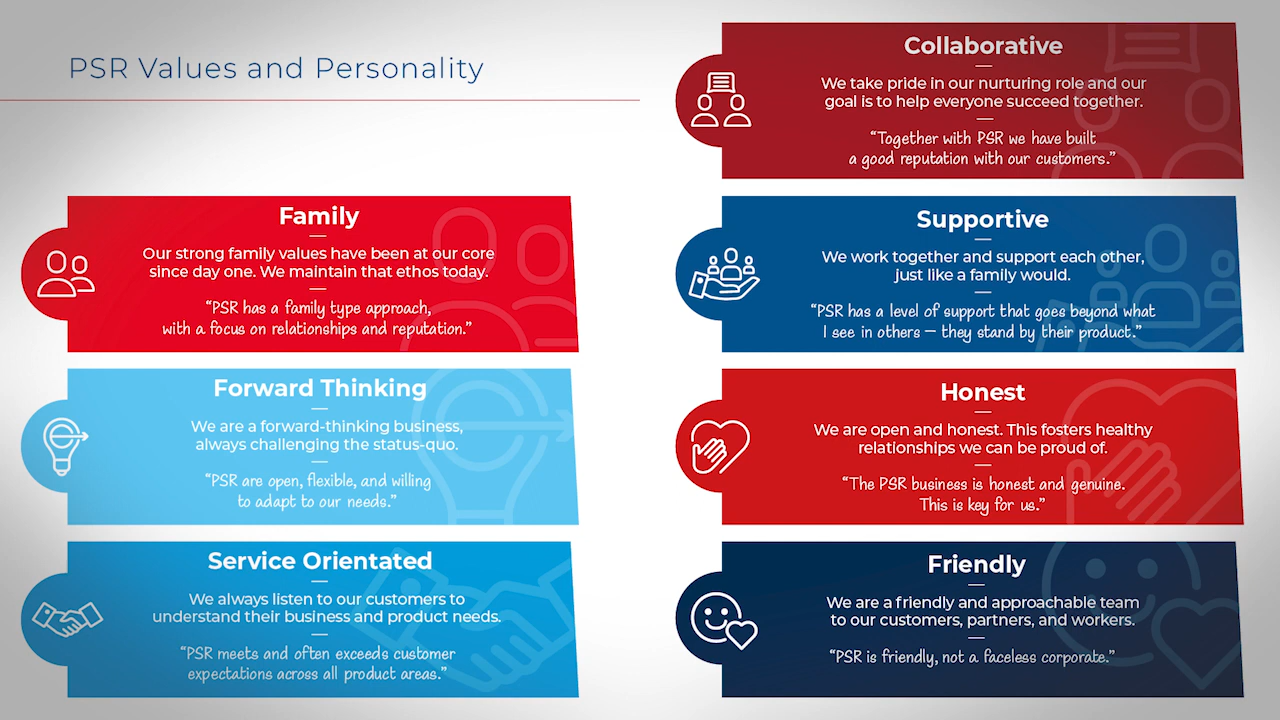 PSR Values and Personality
Family
Our strong family values have been at our core
since day one. We maintain that ethos today.
“PSR has a family type approach,
with a focus on relationships and reputation.”
Forward Thinking
We are a forward-thinking business,
always challenging the status-quo.
“PSR are open, flexible, and willing
to adapt to our needs.”
Service Orientated
We always listen to our customers to
understand their business and product needs.
“PSR meets and often exceeds customer
expectations across all product areas.”
Collaborative
We take pride in our nurturing role and our
goal is to help everyone succeed together.
“Together with PSR we have built
a good reputation with our customers.”
Supportive
We work together and support each other,
just like a family would.
“PSR has a level of support that goes beyond what
I see in others – they stand by their product.”
Honest
We are open and honest. This fosters healthy
relationships we can be proud of.
“The PSR business is honest and genuine.
This is key for us.”
Friendly
We are a friendly and approachable team
to our customers, partners, and workers.
“PSR is friendly, not a faceless corporate.”